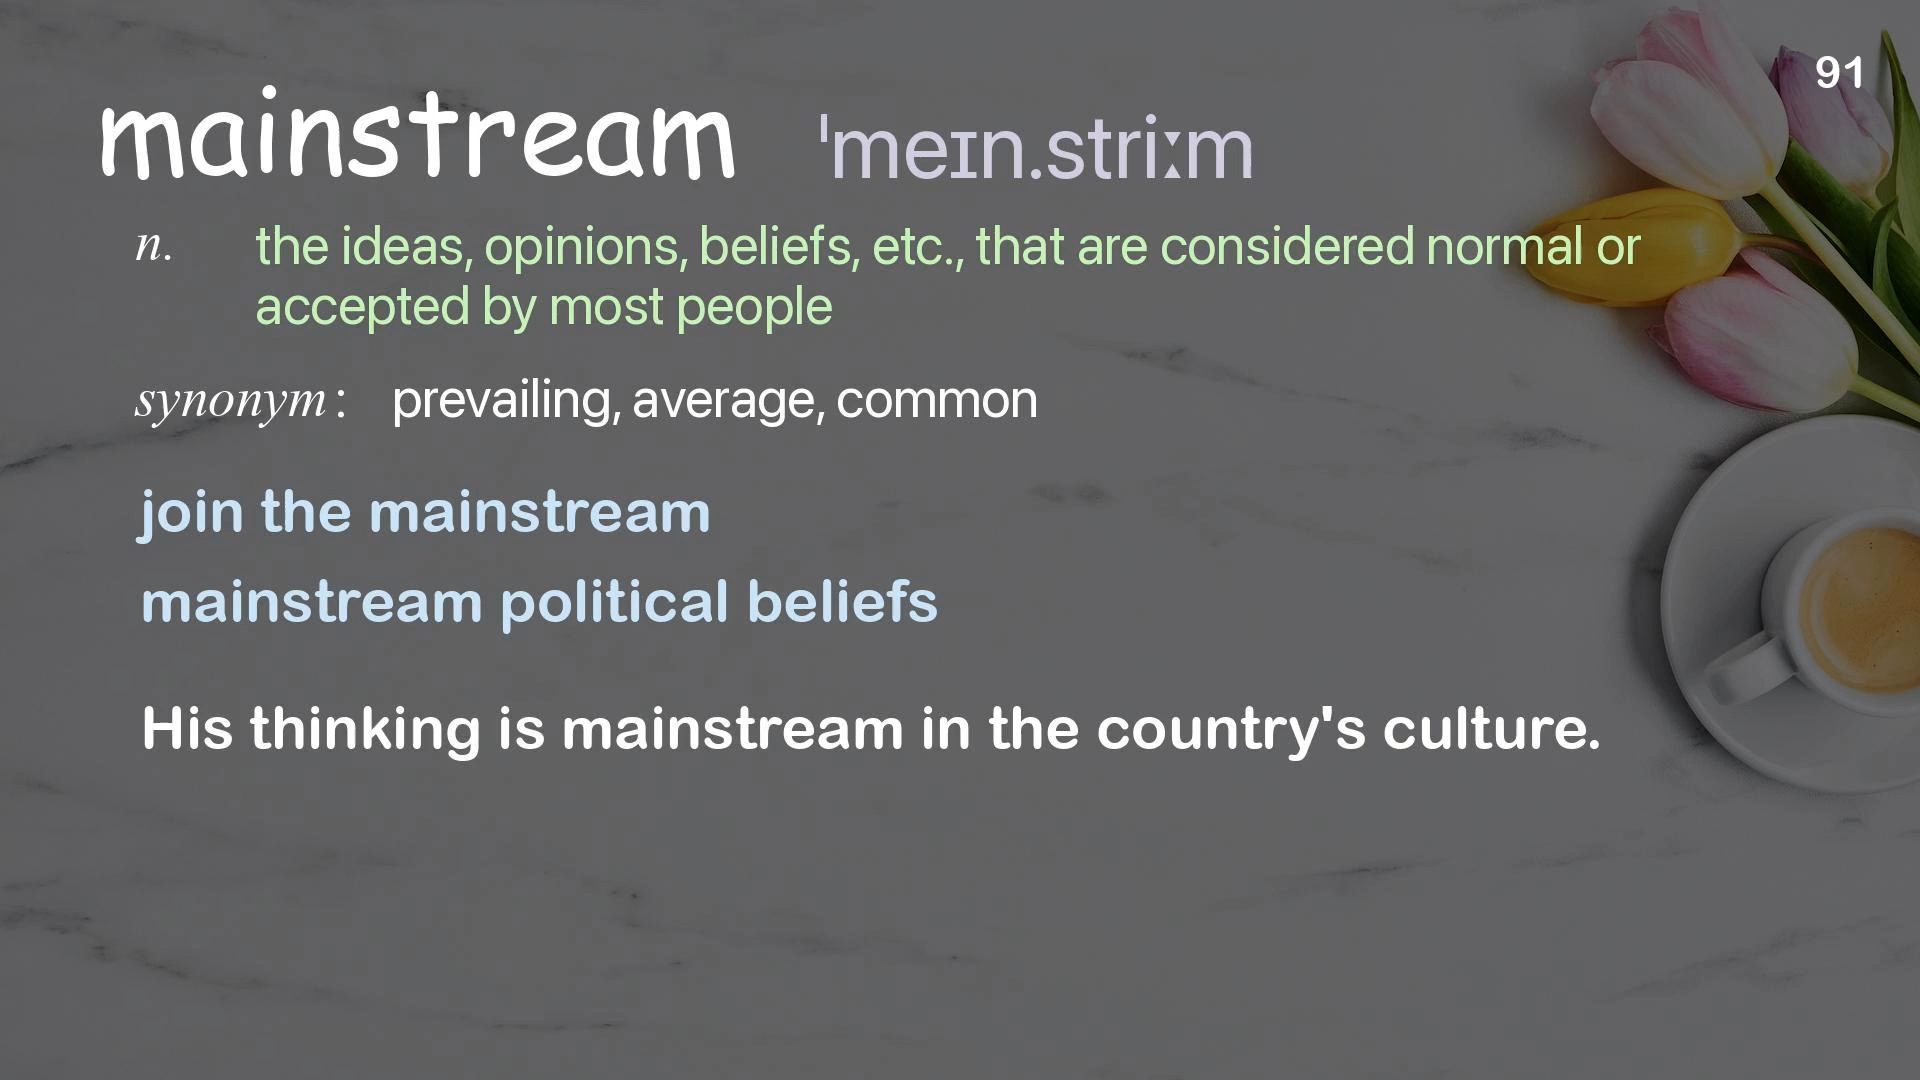 91
mainstream ˈmeɪn.striːm
n. the ideas, opinions, beliefs, etc., that are considered normal or
accepted by most people
synonym: prevailing, average, common
join the mainstream
mainstream political beliefs
His thinking is mainstream in the country's culture.